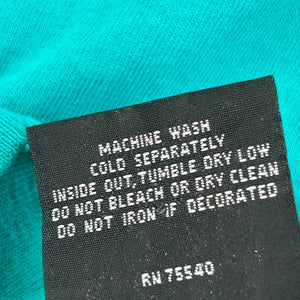 MACHINE WASH
COLD SEPARATELY
INSIDE OUT, TUMBLE DRY LOW
DO NOT BLEACH OR DRY CLEAN
DO NOT IRON IF DECORATED
RN 75540